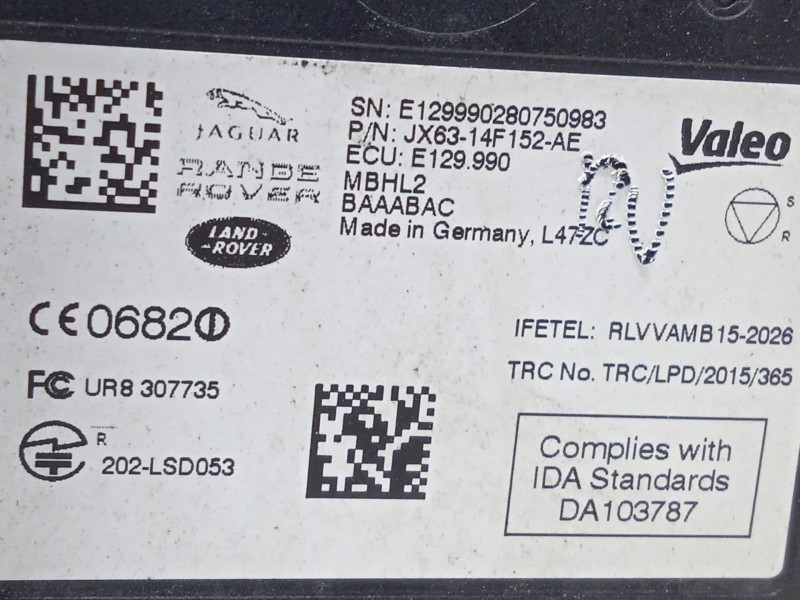 JAGUAR
RANGE
ROVER
LAND-
-ROVER
SN: E129990280750983
P/N: JX63-14F152-AE
ECU: E129.990
MBHL2
BAAABAC
Made in Germany, L47ZC
Valeo
S
R
CE0682
FC UR8 307735
R
202-LSD053
IFETEL: RLVVAMB15-2026
TRC No. TRC/LPD/2015/365
Complies with
IDA Standards
DA103787